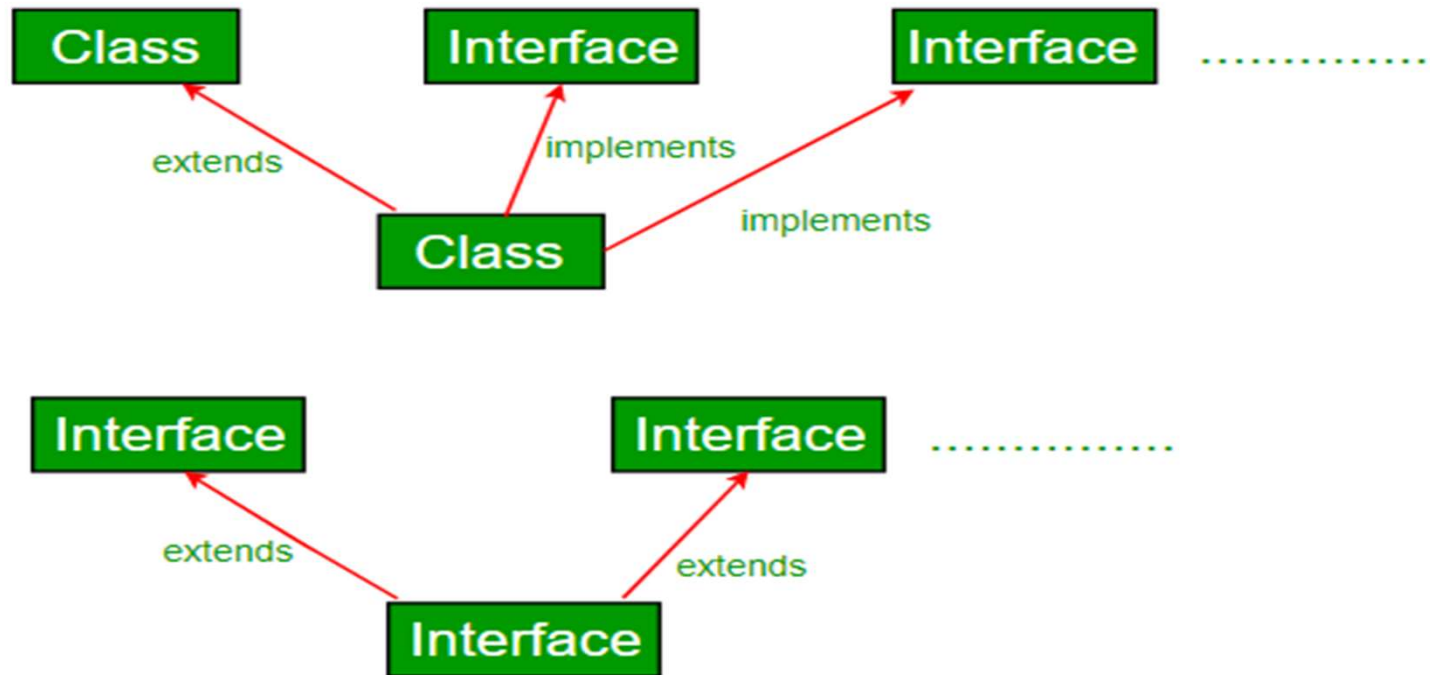 Class Interface Interface ..............
extends
implements
implements
Class
Interface Interface ...............
extends
extends
Interface